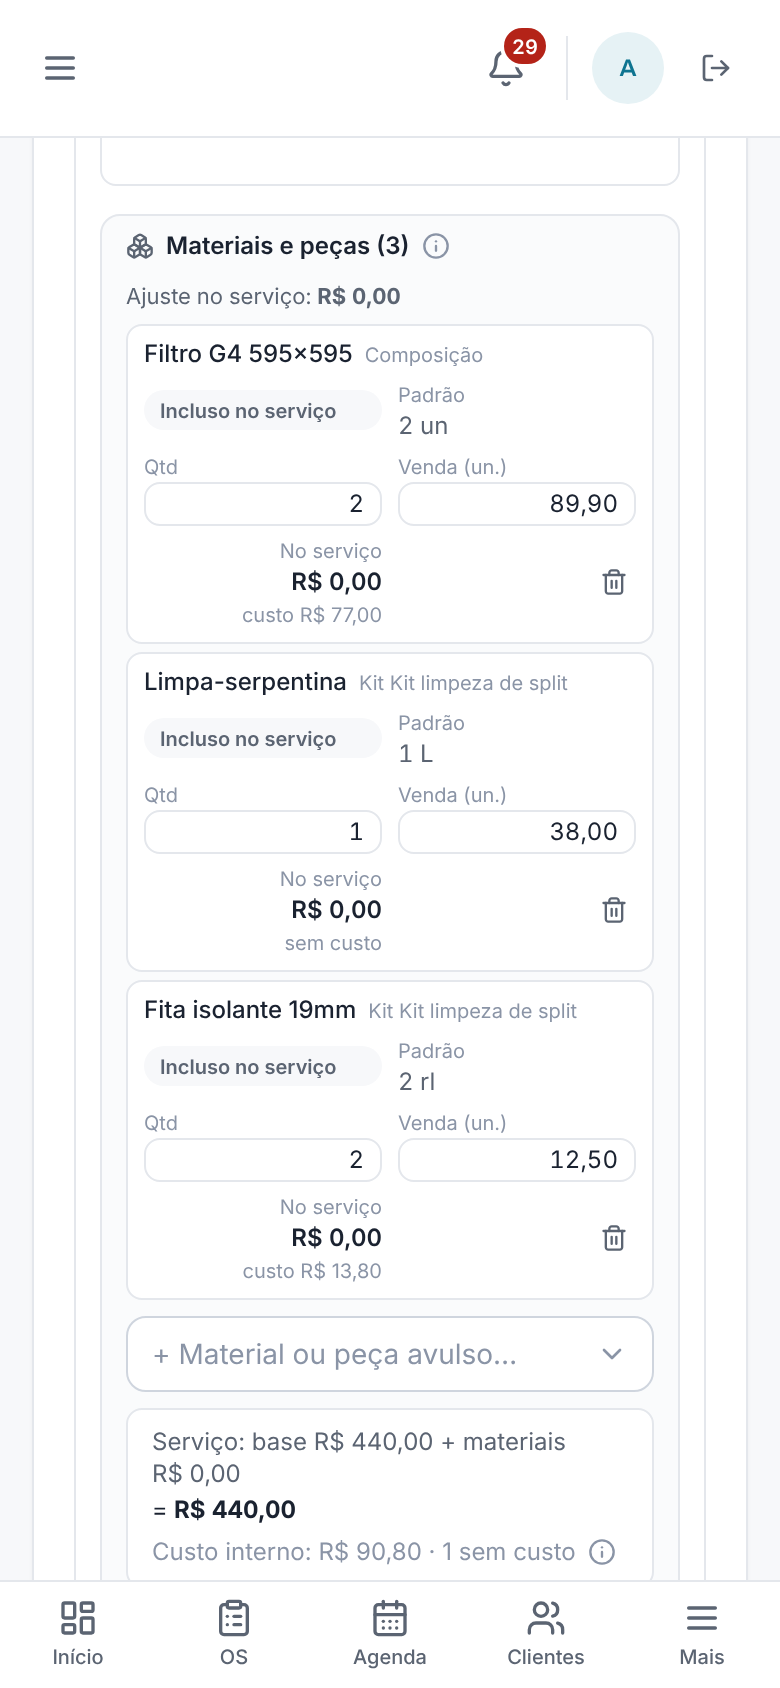 29
A
Materiais e peças (3)
Ajuste no serviço: R$ 0,00
Filtro G4 595×595 Composição
Incluso no serviço
Padrão
2 un
Qtd
Venda (un.)
2
89,90
No serviço
R$ 0,00
custo R$ 77,00
Limpa-serpentina Kit Kit limpeza de split
Incluso no serviço
Padrão
1 L
Qtd
Venda (un.)
1
38,00
No serviço
R$ 0,00
sem custo
Fita isolante 19mm Kit Kit limpeza de split
Incluso no serviço
Padrão
2 rl
Qtd
Venda (un.)
2
12,50
No serviço
R$ 0,00
custo R$ 13,80
+ Material ou peça avulso...
Serviço: base R$ 440,00 + materiais
R$ 0,00
= R$ 440,00
Custo interno: R$ 90,80 · 1 sem custo
Início
OS
Agenda
Clientes
Mais